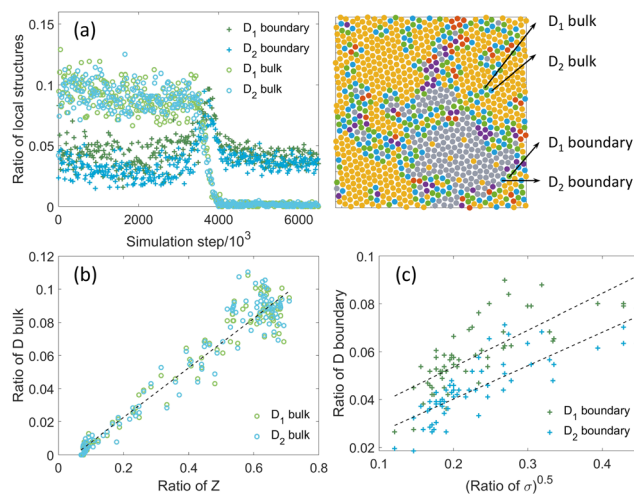 (a)
D1 boundary
D2 boundary
D1 bulk
D2 bulk
Ratio of local structures
0.15
0.1
0.05
0
0 2000 4000 6000
Simulation step/10^3
D1 bulk
D2 bulk
D1 boundary
D2 boundary
(b)
Ratio of D bulk
0.12
0.1
0.08
0.06
0.04
0.02
0
D1 bulk
D2 bulk
0 0.2 0.4 0.6 0.8
Ratio of Z
(c)
Ratio of D boundary
0.1
0.08
0.06
0.04
0.02
D1 boundary
D2 boundary
0.1 0.2 0.3 0.4
(Ratio of σ)^0.5